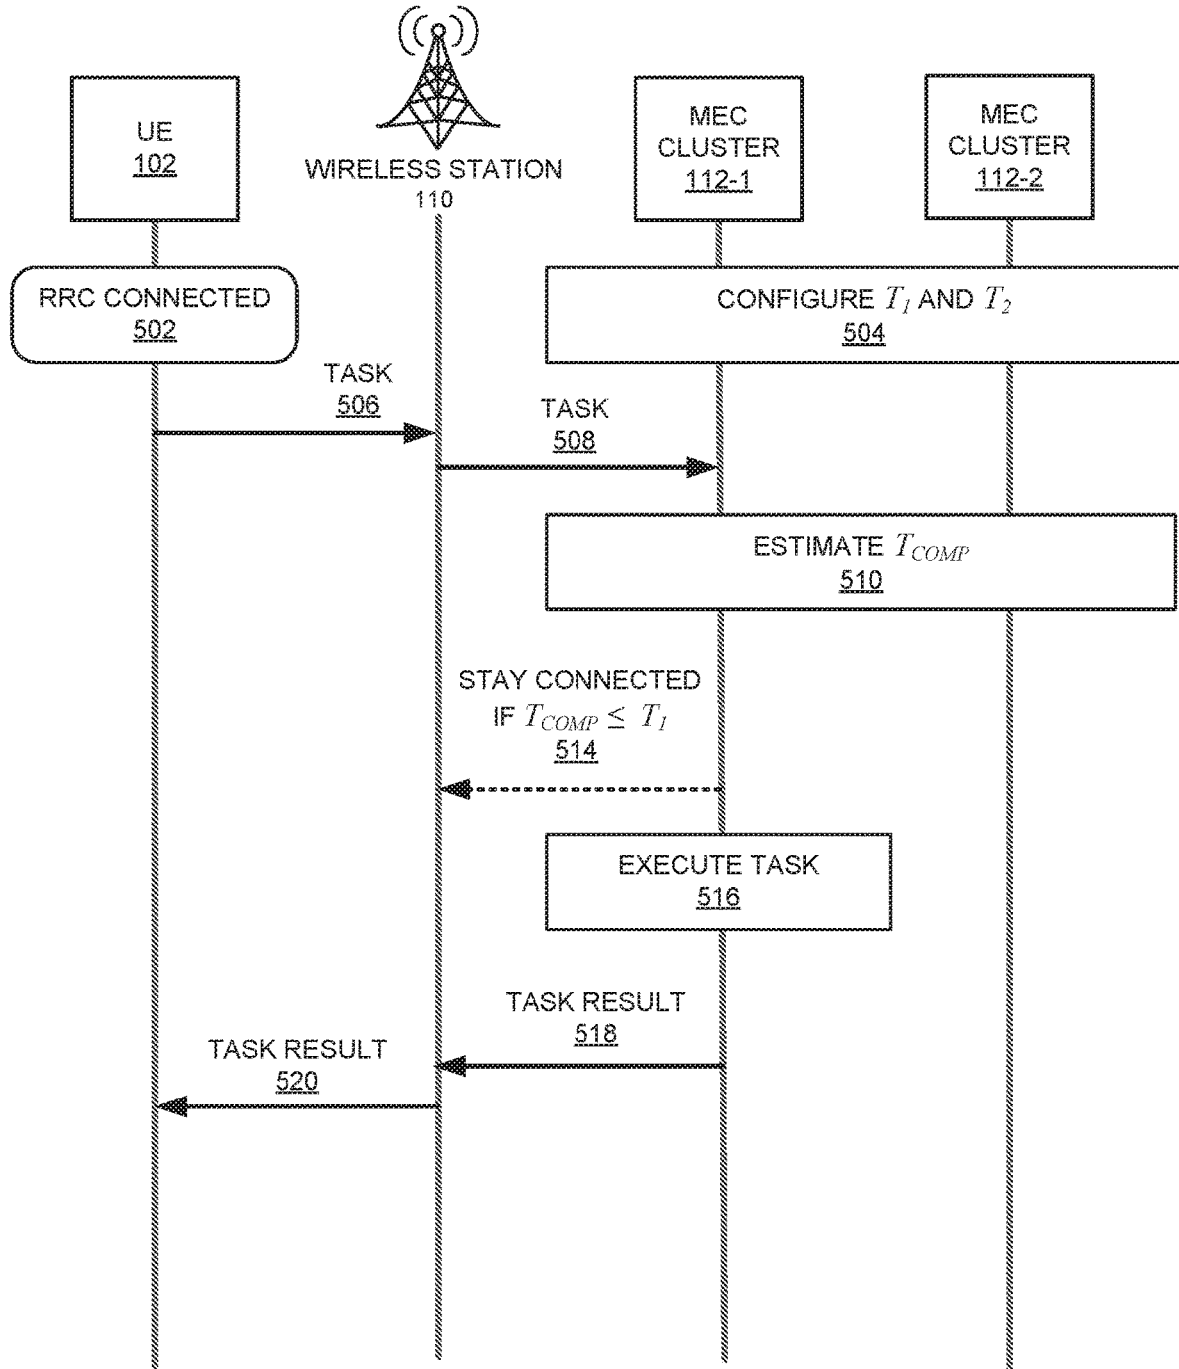 UE
102
WIRELESS STATION
110
MEC
CLUSTER
112-1
MEC
CLUSTER
112-2
RRC CONNECTED
502
CONFIGURE T1 AND T2
504
TASK
506
TASK
508
ESTIMATE TCOMP
510
STAY CONNECTED
IF TCOMP ≤ T1
514
EXECUTE TASK
516
TASK RESULT
518
TASK RESULT
520